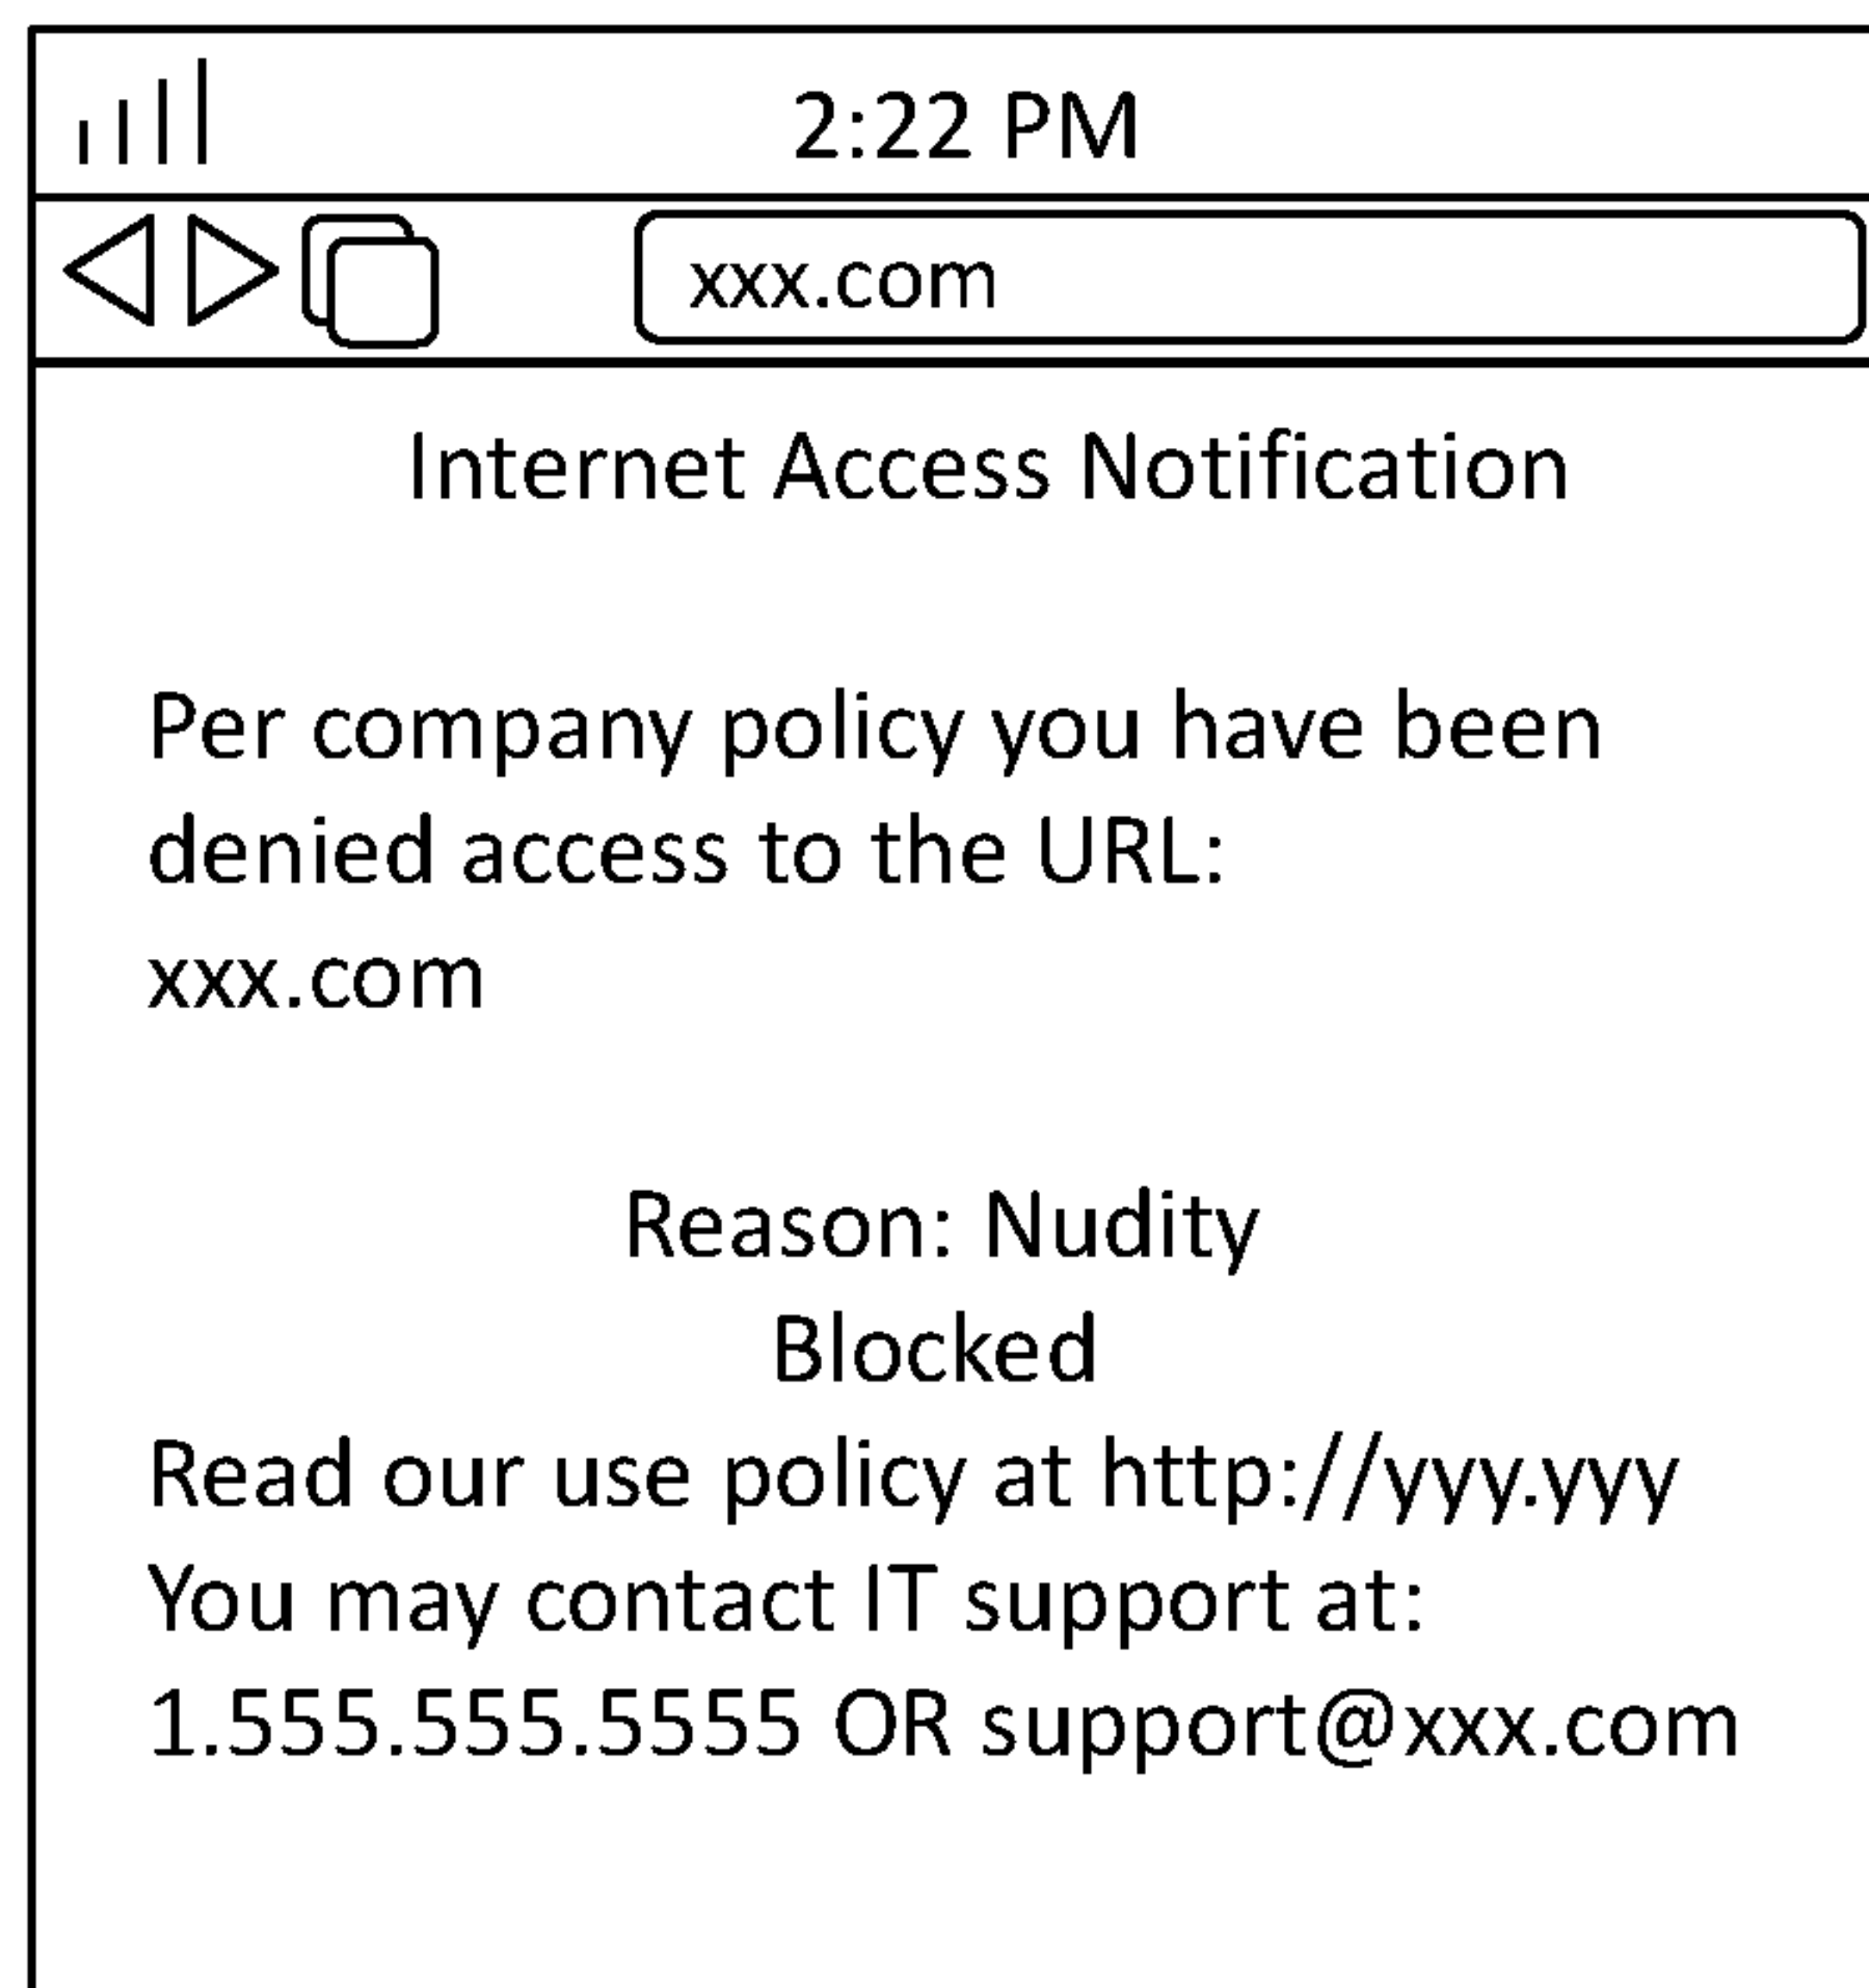 2:22 PM
xxx.com
Internet Access Notification
Per company policy you have been
denied access to the URL:
xxx.com
Reason: Nudity
Blocked
Read our use policy at http://yyy.yyy
You may contact IT support at:
1.555.555.5555 OR support@xxx.com